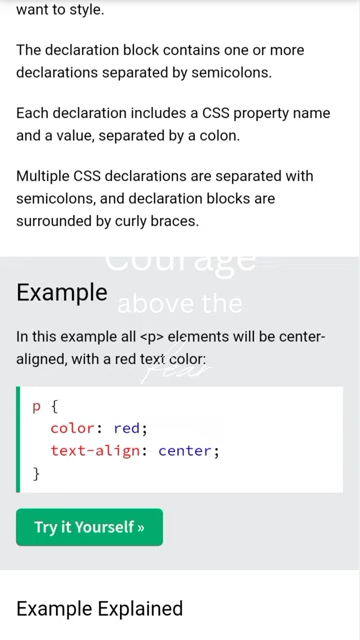 want to style.
The declaration block contains one or more
declarations separated by semicolons.
Each declaration includes a CSS property name
and a value, separated by a colon.
Multiple CSS declarations are separated with
semicolons, and declaration blocks are
surrounded by curly braces.
Courage
Example
above the
In this example all <p> elements will be center-
aligned, with a red text color:
fear
p {
  color: red;
  text-align: center;
}
Try it Yourself »
Example Explained